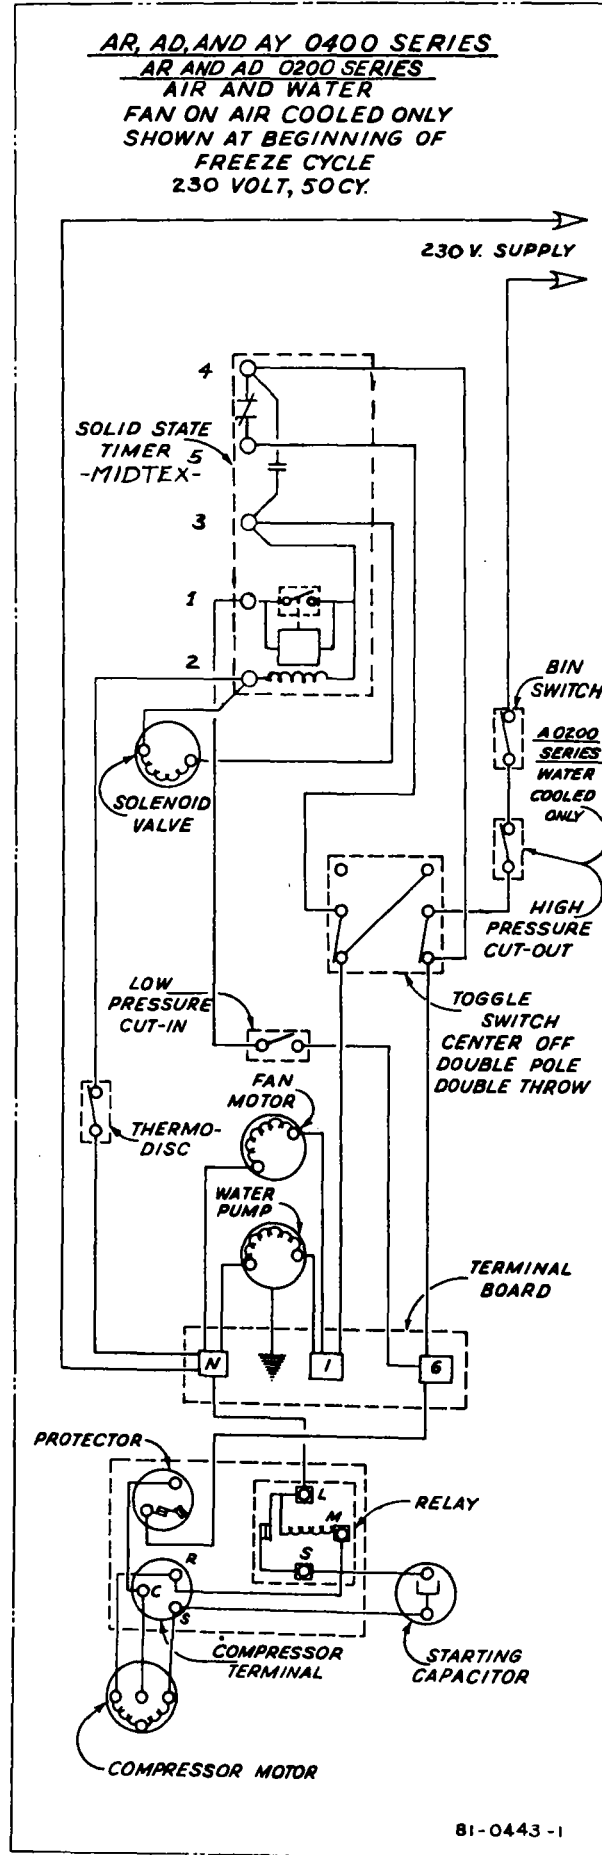 AR, AD, AND AY 0400 SERIES
AR AND AD 0200 SERIES
AIR AND WATER
FAN ON AIR COOLED ONLY
SHOWN AT BEGINNING OF
FREEZE CYCLE
230 VOLT, 50CY.
230 V. SUPPLY
4
SOLID STATE
TIMER 5
-MIDTEX-
3
1
2
BIN
SWITCH
A0200
SERIES
WATER
COOLED
ONLY
SOLENOID
VALVE
HIGH
PRESSURE
CUT-OUT
LOW
PRESSURE
CUT-IN
TOGGLE
SWITCH
CENTER OFF
DOUBLE POLE
DOUBLE THROW
FAN
MOTOR
THERMO-
DISC
WATER
PUMP
TERMINAL
BOARD
N
1
6
PROTECTOR
L
RELAY
M
S
R
C
S
COMPRESSOR
TERMINAL
STARTING
CAPACITOR
COMPRESSOR MOTOR
81-0443-1